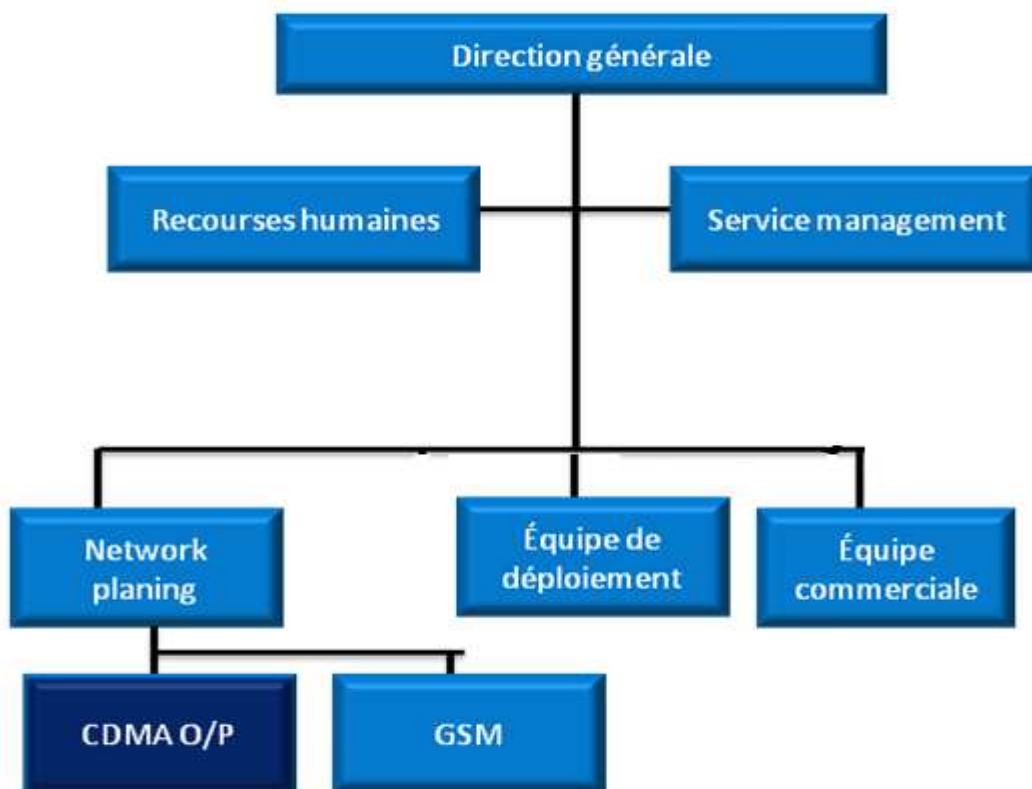 Direction générale
Recourses humaines
Service management
Network
planing
Équipe de
déploiement
Équipe
commerciale
CDMA O/P
GSM